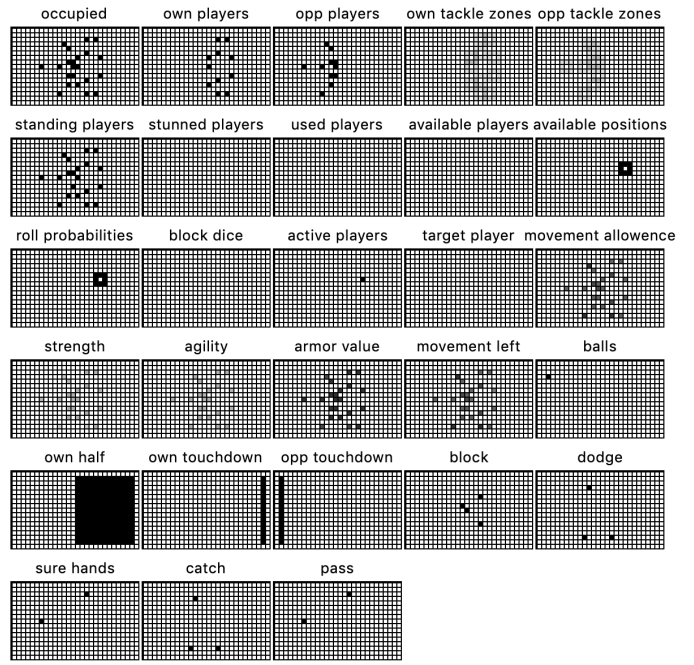 occupied own players opp players own tackle zones opp tackle zones
standing players stunned players used players available players available positions
roll probabilities block dice active players target player movement allowence
strength agility armor value movement left balls
own half own touchdown opp touchdown block dodge
sure hands catch pass